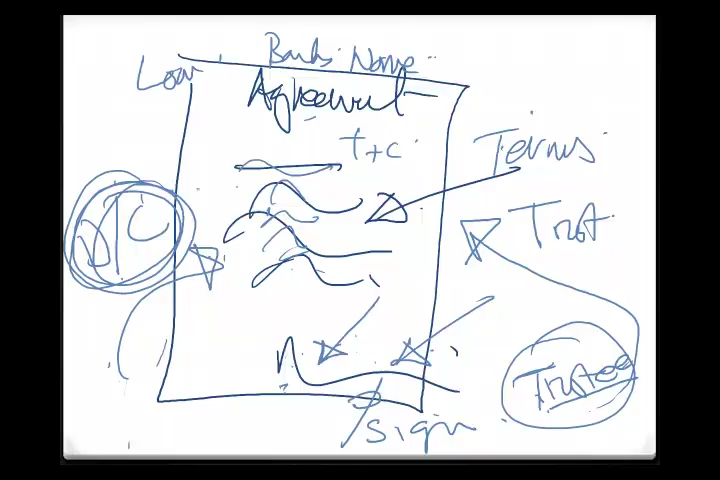 Bank's Name
Loan
Agreement
T+C
Terms
D/C
Trust
Trustee
Sign